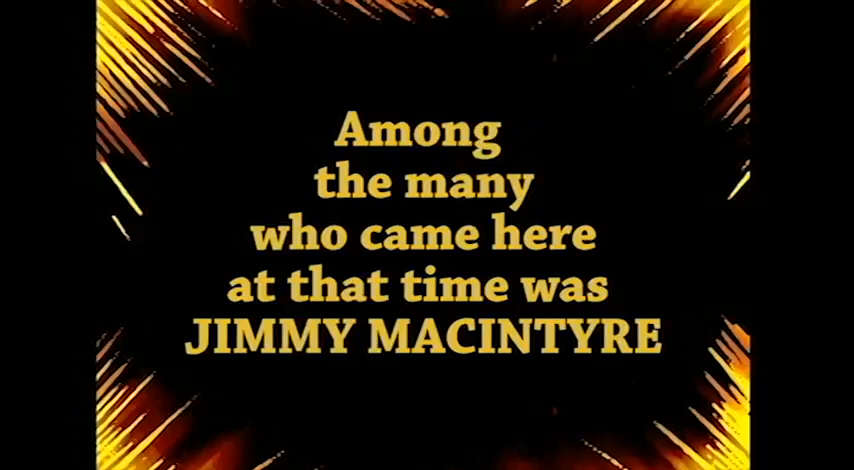 Among
the many
who came here
at that time was
JIMMY MACINTYRE